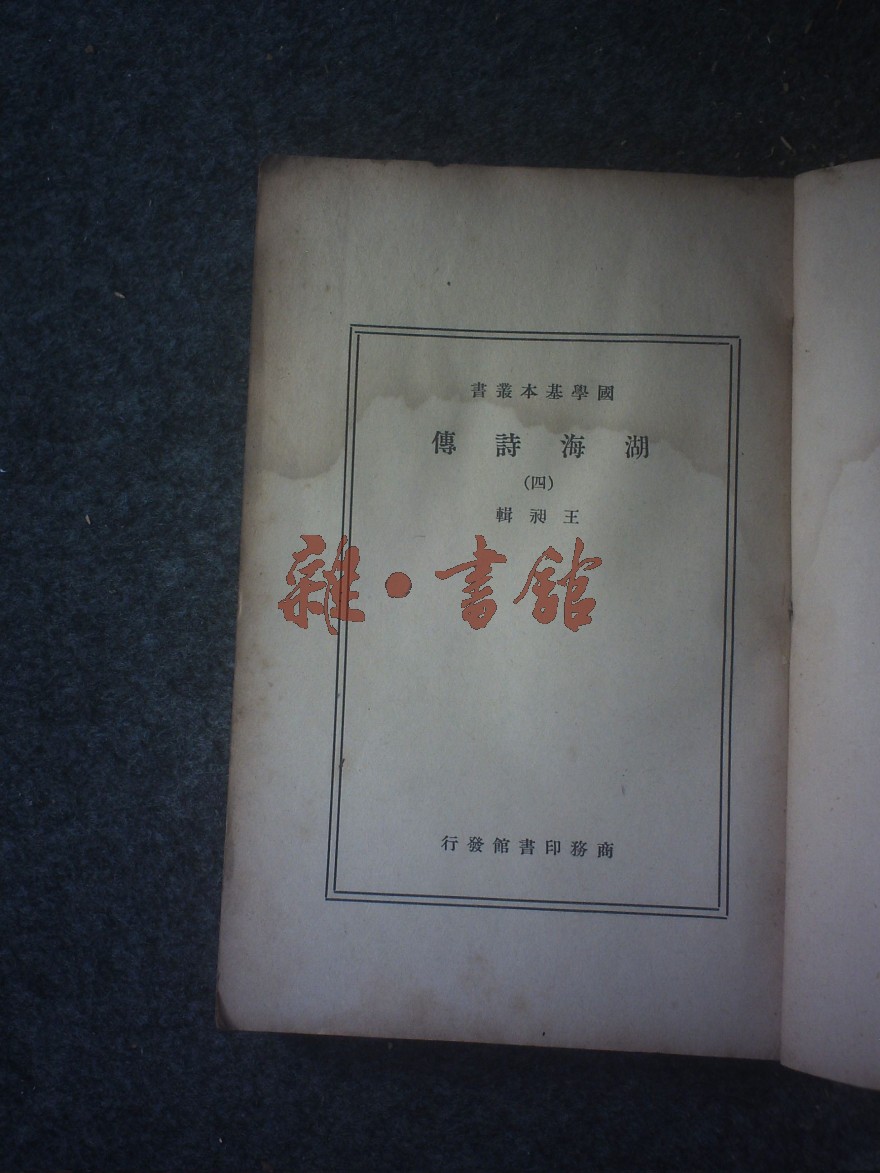 國學基本叢書
湖海詩傳
(四)
王昶輯
雜·書館
商務印書館發行